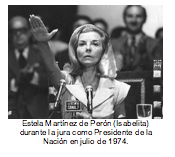 Estela Martínez de Perón (Isabelita)
durante la jura como Presidente de la
Nación en julio de 1974.